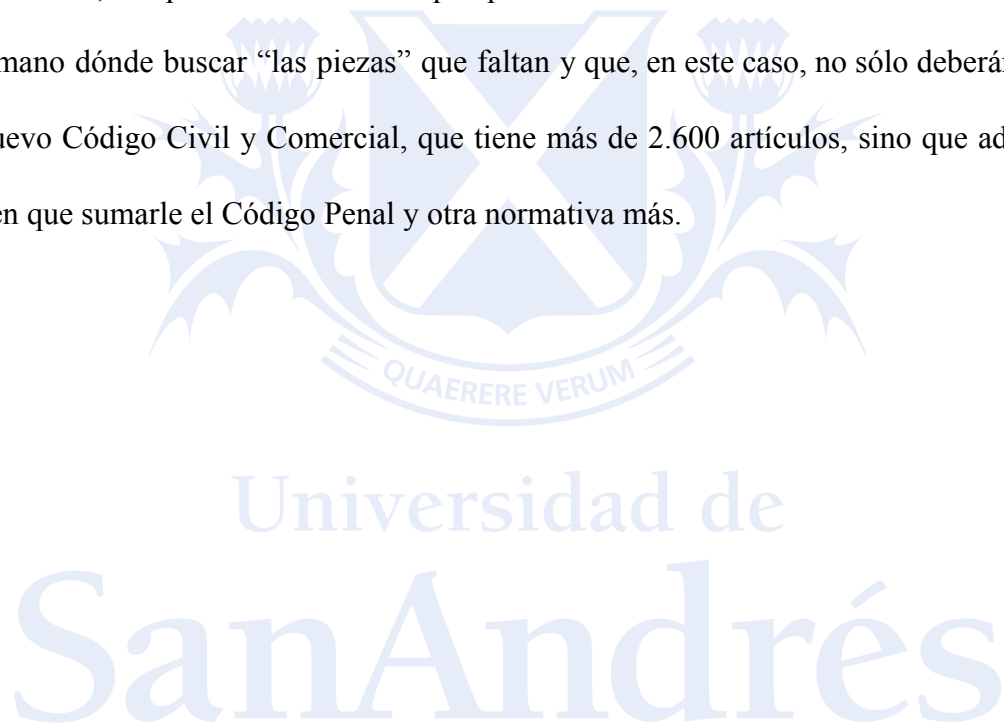 mano dónde buscar “las piezas” que faltan y que, en este caso, no sólo deberán
uevo Código Civil y Comercial, que tiene más de 2.600 artículos, sino que ad
en que sumarle el Código Penal y otra normativa más.
QUAERERE VERUM
Universidad de
SanAndrés